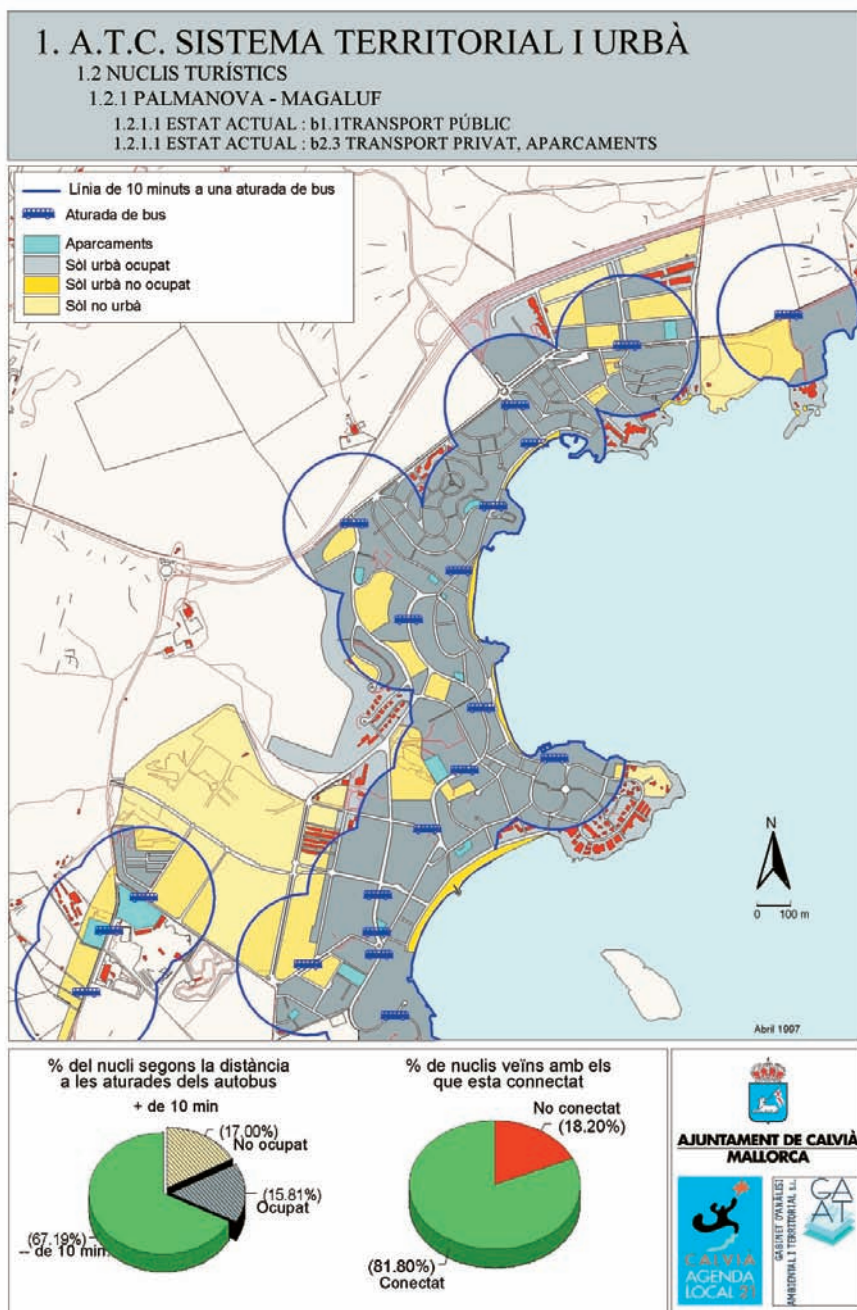 1. A.T.C. SISTEMA TERRITORIAL I URBÀ
1.2 NUCLIS TURÍSTICS
1.2.1 PALMANOVA - MAGALUF
1.2.1.1 ESTAT ACTUAL : b1.1TRANSPORT PÚBLIC
1.2.1.1 ESTAT ACTUAL : b2.3 TRANSPORT PRIVAT, APARCAMENTS
Línia de 10 minuts a una aturada de bus
Aturada de bus
Aparcaments
Sòl urbà ocupat
Sòl urbà no ocupat
Sòl no urbà
N
0 100 m
Abril 1997
% del nucli segons la distància
a les aturades dels autobus
+ de 10 min
(17.00%)
No ocupat
(15.81%)
Ocupat
(67.19%)
-- de 10 min.
% de nuclis veïns amb els
que esta connectat
No conectat
(18.20%)
(81.80%)
Conectat
AJUNTAMENT DE CALVIÀ
MALLORCA
CALVIÀ
AGENDA
LOCAL 21
GABINET D'ANÀLISI
AMBIENTAL I TERRITORIAL s.l.
GAAT